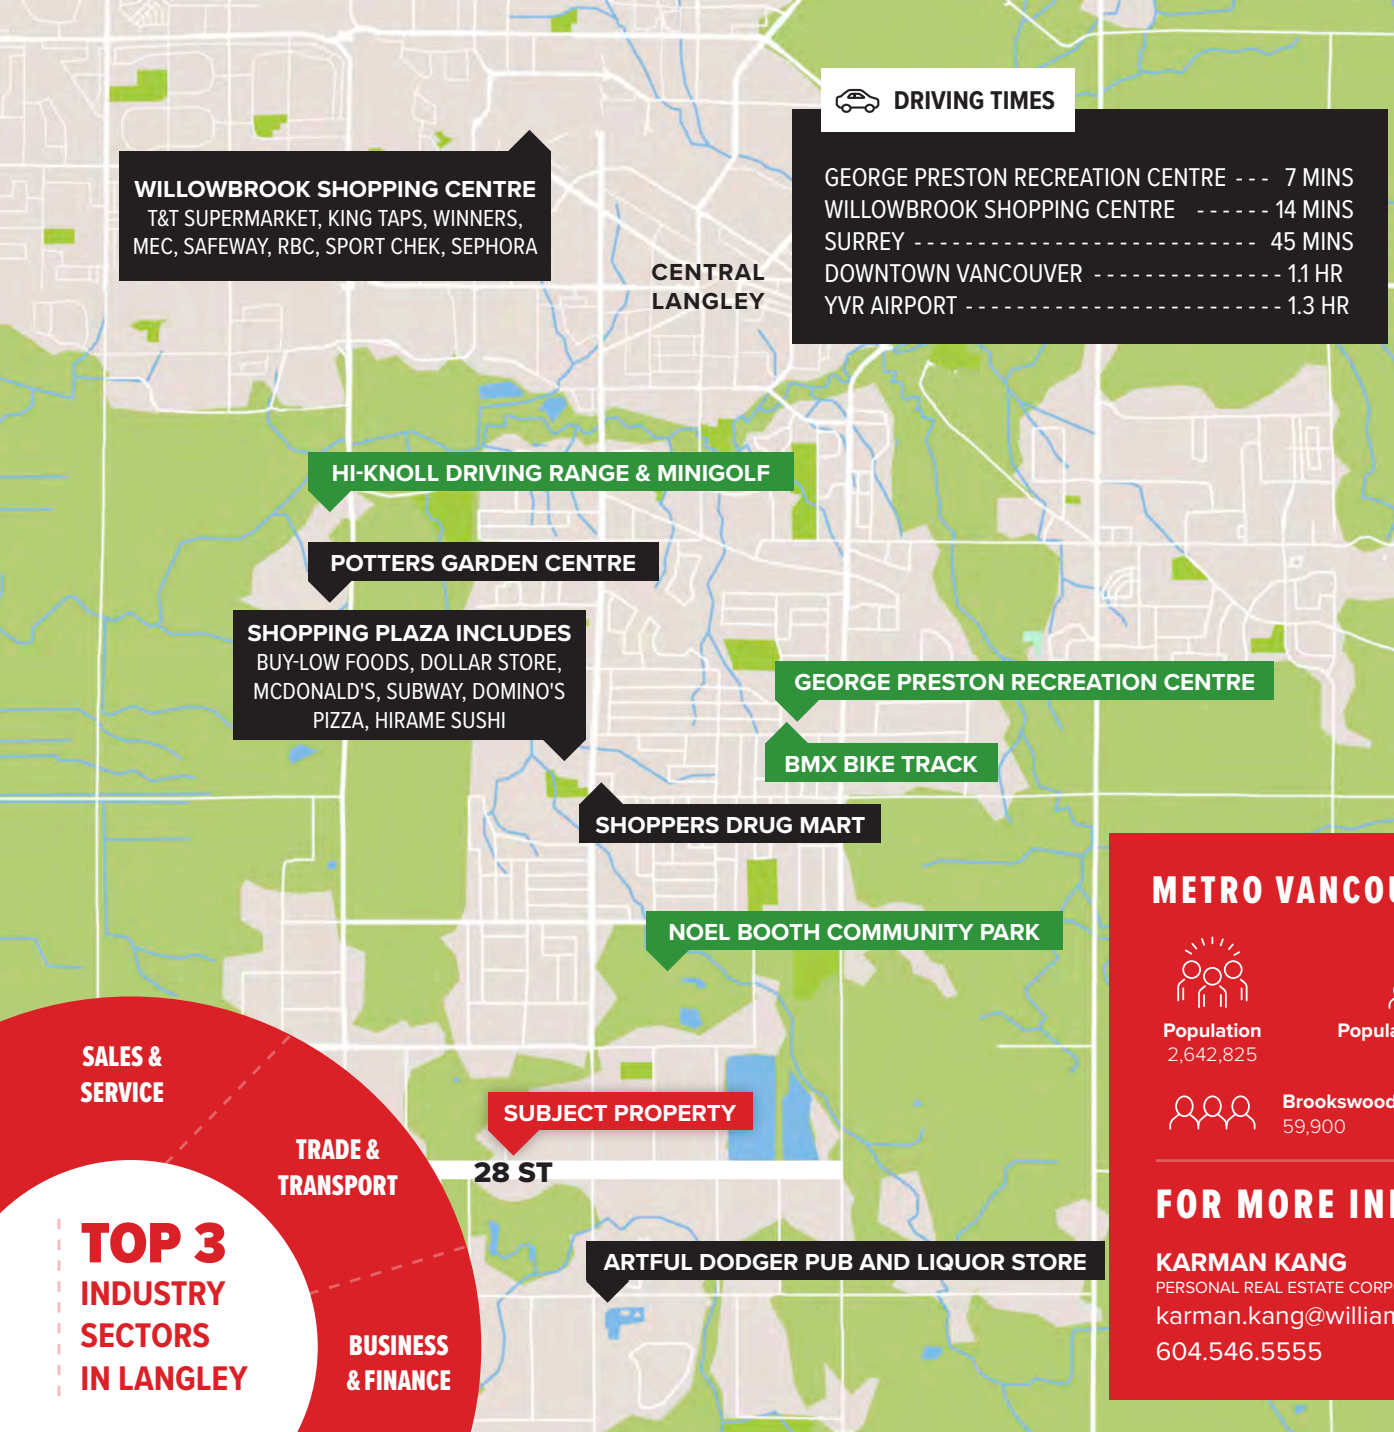 DRIVING TIMES
GEORGE PRESTON RECREATION CENTRE - - - 7 MINS
WILLOWBROOK SHOPPING CENTRE - - - - - - 14 MINS
SURREY - - - - - - - - - - - - - - - - - - - - - - - - - - - 45 MINS
DOWNTOWN VANCOUVER - - - - - - - - - - - - - - - 1.1 HR
YVR AIRPORT - - - - - - - - - - - - - - - - - - - - - - - - - 1.3 HR
WILLOWBROOK SHOPPING CENTRE
T&T SUPERMARKET, KING TAPS, WINNERS,
MEC, SAFEWAY, RBC, SPORT CHEK, SEPHORA
CENTRAL
LANGLEY
HI-KNOLL DRIVING RANGE & MINIGOLF
POTTERS GARDEN CENTRE
SHOPPING PLAZA INCLUDES
BUY-LOW FOODS, DOLLAR STORE,
MCDONALD'S, SUBWAY, DOMINO'S
PIZZA, HIRAME SUSHI
GEORGE PRESTON RECREATION CENTRE
BMX BIKE TRACK
SHOPPERS DRUG MART
NOEL BOOTH COMMUNITY PARK
SUBJECT PROPERTY
28 ST
ARTFUL DODGER PUB AND LIQUOR STORE
SALES &
SERVICE
TRADE &
TRANSPORT
BUSINESS
& FINANCE
TOP 3
INDUSTRY
SECTORS
IN LANGLEY
METRO VANCOU
Population
2,642,825
Popula
Brookswood
59,900
FOR MORE IN
KARMAN KANG
PERSONAL REAL ESTATE CORP
karman.kang@william
604.546.5555